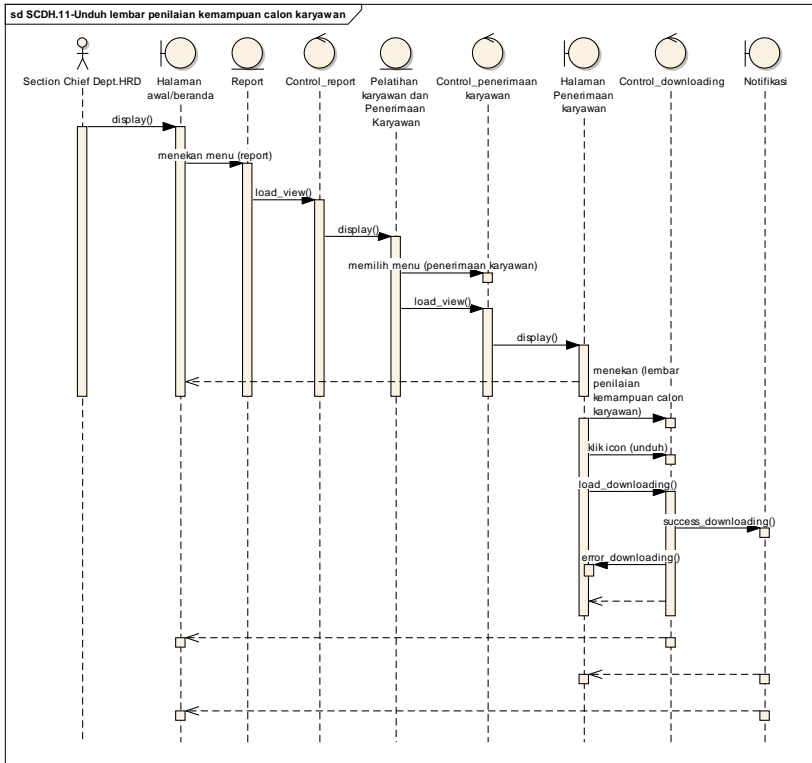 sd SCDH.11-Unduh lembar penilaian kemampuan calon karyawan
Section Chief Dept.HRD
Halaman
awal/beranda
Report
Control_report
Pelatihan
karyawan dan
Penerimaan
Karyawan
Control_penerimaan
karyawan
Halaman
Penerimaan
karyawan
Control_downloading
Notifikasi
display()
menekan menu (report)
load_view()
display()
memilih menu (penerimaan karyawan)
load_view()
display()
menekan (lembar
penilaian
kemampuan calon
karyawan)
klik icon (unduh)
load_downloading()
success_downloading()
error_downloading()